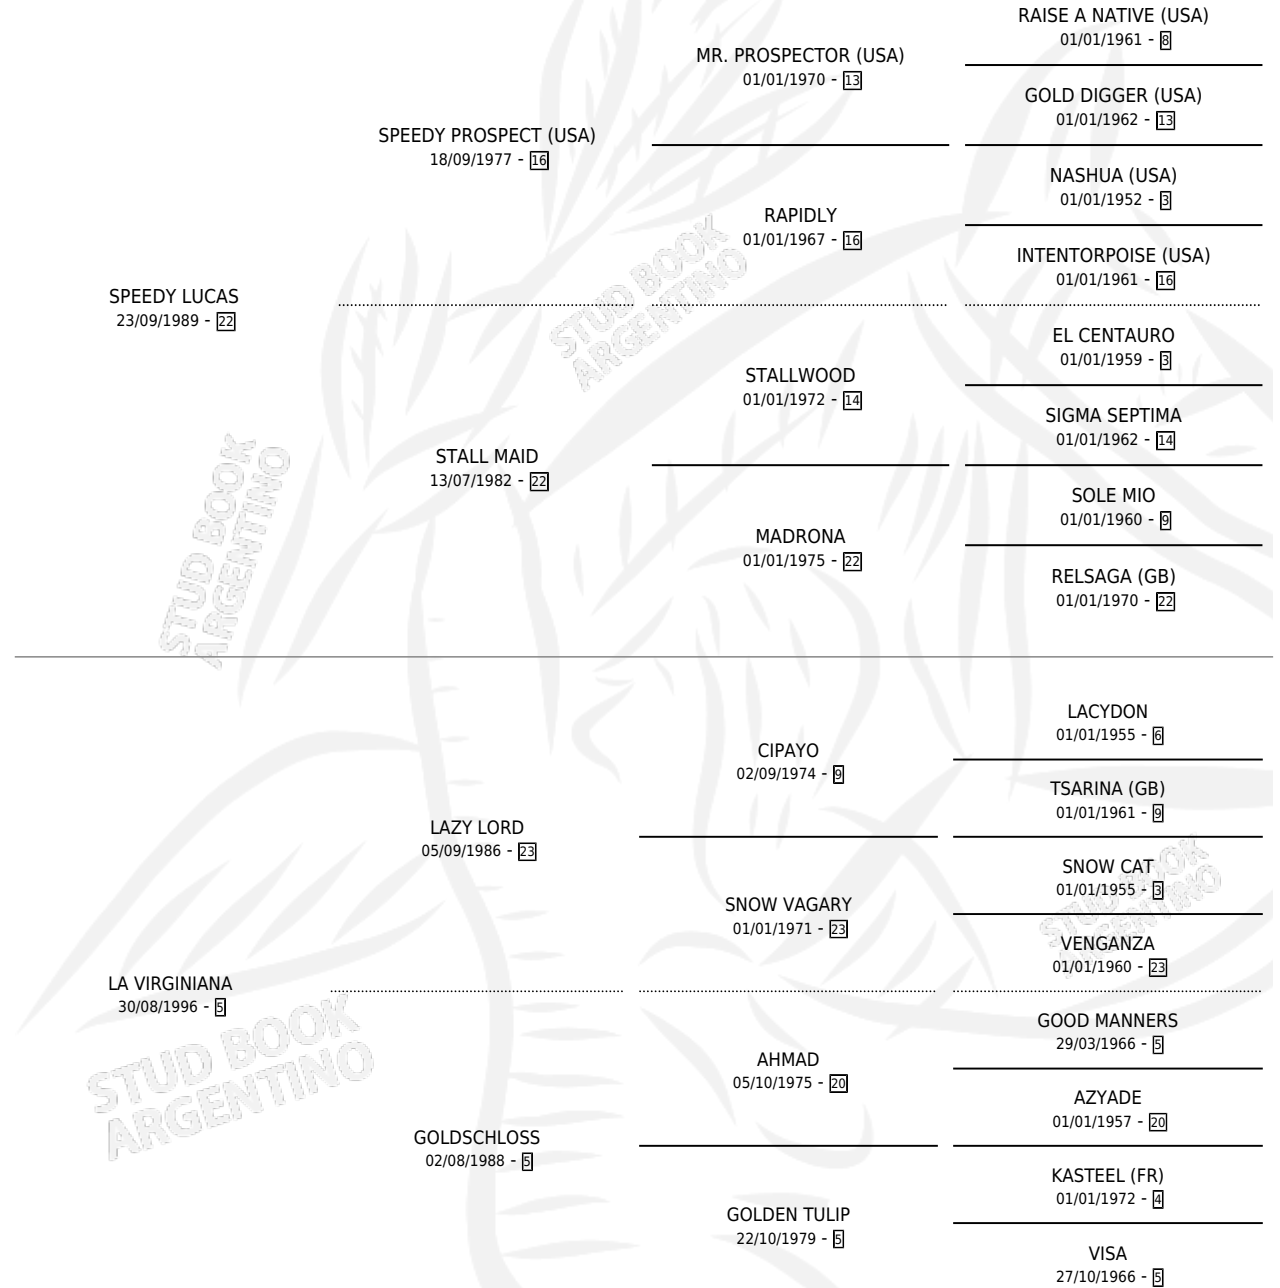 RAISE A NATIVE (USA)
01/01/1961 - 8
MR. PROSPECTOR (USA)
01/01/1970 - 13
GOLD DIGGER (USA)
01/01/1962 - 13
SPEEDY PROSPECT (USA)
18/09/1977 - 16
NASHUA (USA)
01/01/1952 - 3
RAPIDLY
01/01/1967 - 16
INTENTORPOISE (USA)
01/01/1961 - 16
SPEEDY LUCAS
23/09/1989 - 22
EL CENTAURO
01/01/1959 - 3
STALLWOOD
01/01/1972 - 14
SIGMA SEPTIMA
01/01/1962 - 14
STALL MAID
13/07/1982 - 22
SOLE MIO
01/01/1960 - 9
MADRONA
01/01/1975 - 22
RELSAGA (GB)
01/01/1970 - 22
STUD BOOK
ARGENTINO
STUD BOOK
ARGENTINO
LACYDON
01/01/1955 - 6
CIPAYO
02/09/1974 - 9
TSARINA (GB)
01/01/1961 - 9
LAZY LORD
05/09/1986 - 23
SNOW CAT
01/01/1955 - 3
SNOW VAGARY
01/01/1971 - 23
VENGANZA
01/01/1960 - 23
LA VIRGINIANA
30/08/1996 - 5
GOOD MANNERS
29/03/1966 - 5
AHMAD
05/10/1975 - 20
AZYADE
01/01/1957 - 20
GOLDSCHLOSS
02/08/1988 - 5
KASTEEL (FR)
01/01/1972 - 4
GOLDEN TULIP
22/10/1979 - 5
VISA
27/10/1966 - 5
STUD BOOK
ARGENTINO
STUD BOOK
ARGENTINO